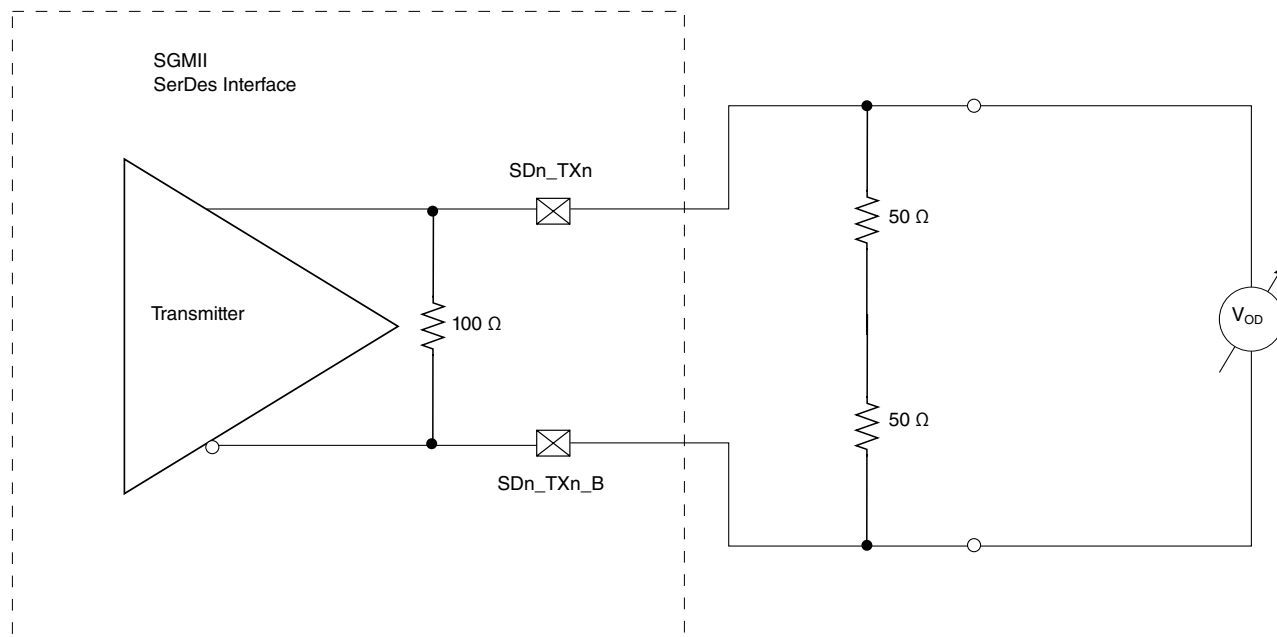 SGMII
SerDes Interface
SDn_TXn
50 Ω
Transmitter
100 Ω
VOD
50 Ω
SDn_TXn_B